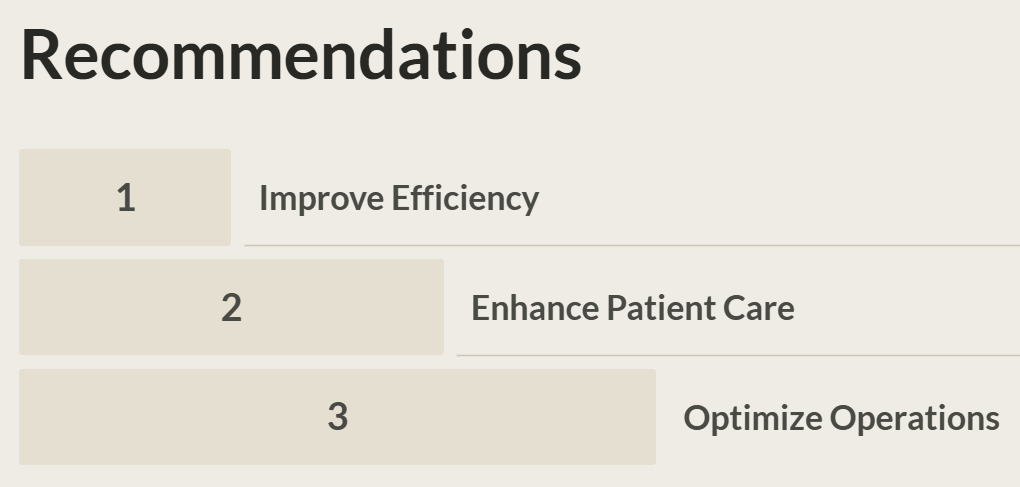 Recommendations
1 Improve Efficiency
2 Enhance Patient Care
3 Optimize Operations